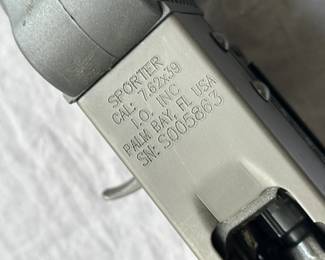 SPORTER
CAL: 7.62x39
I.O. INC
PALM BAY, FL USA
SN: S005863